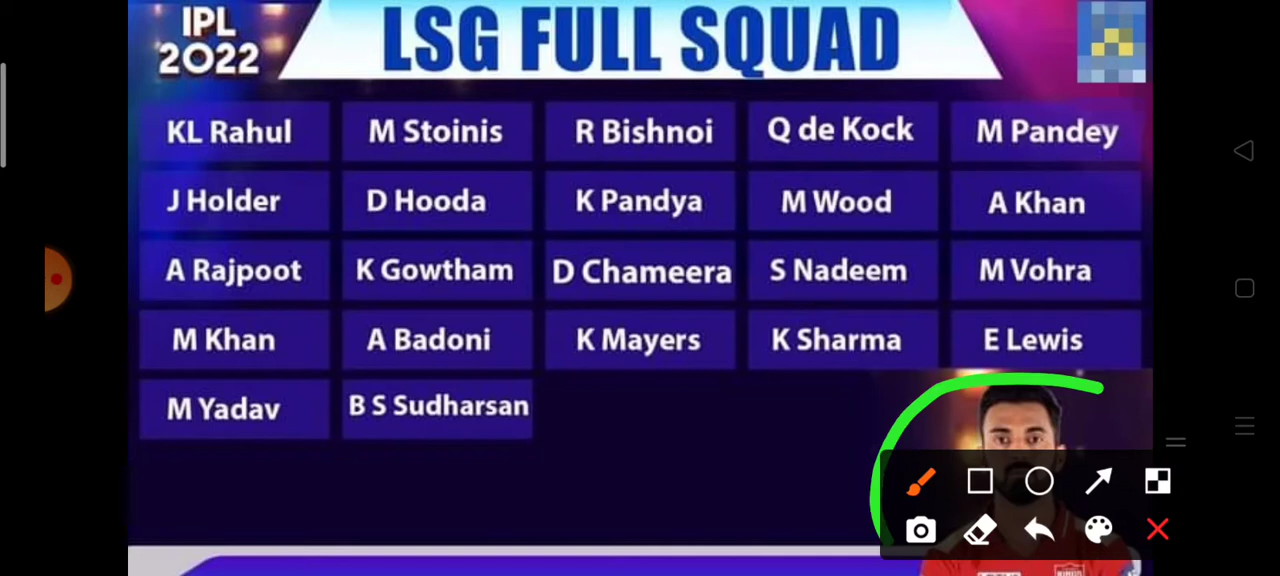 IPL
2022
LSG FULL SQUAD
KL Rahul M Stoinis R Bishnoi Q de Kock M Pandey
J Holder D Hooda K Pandya M Wood A Khan
A Rajpoot K Gowtham D Chameera S Nadeem M Vohra
M Khan A Badoni K Mayers K Sharma E Lewis
M Yadav B S Sudharsan